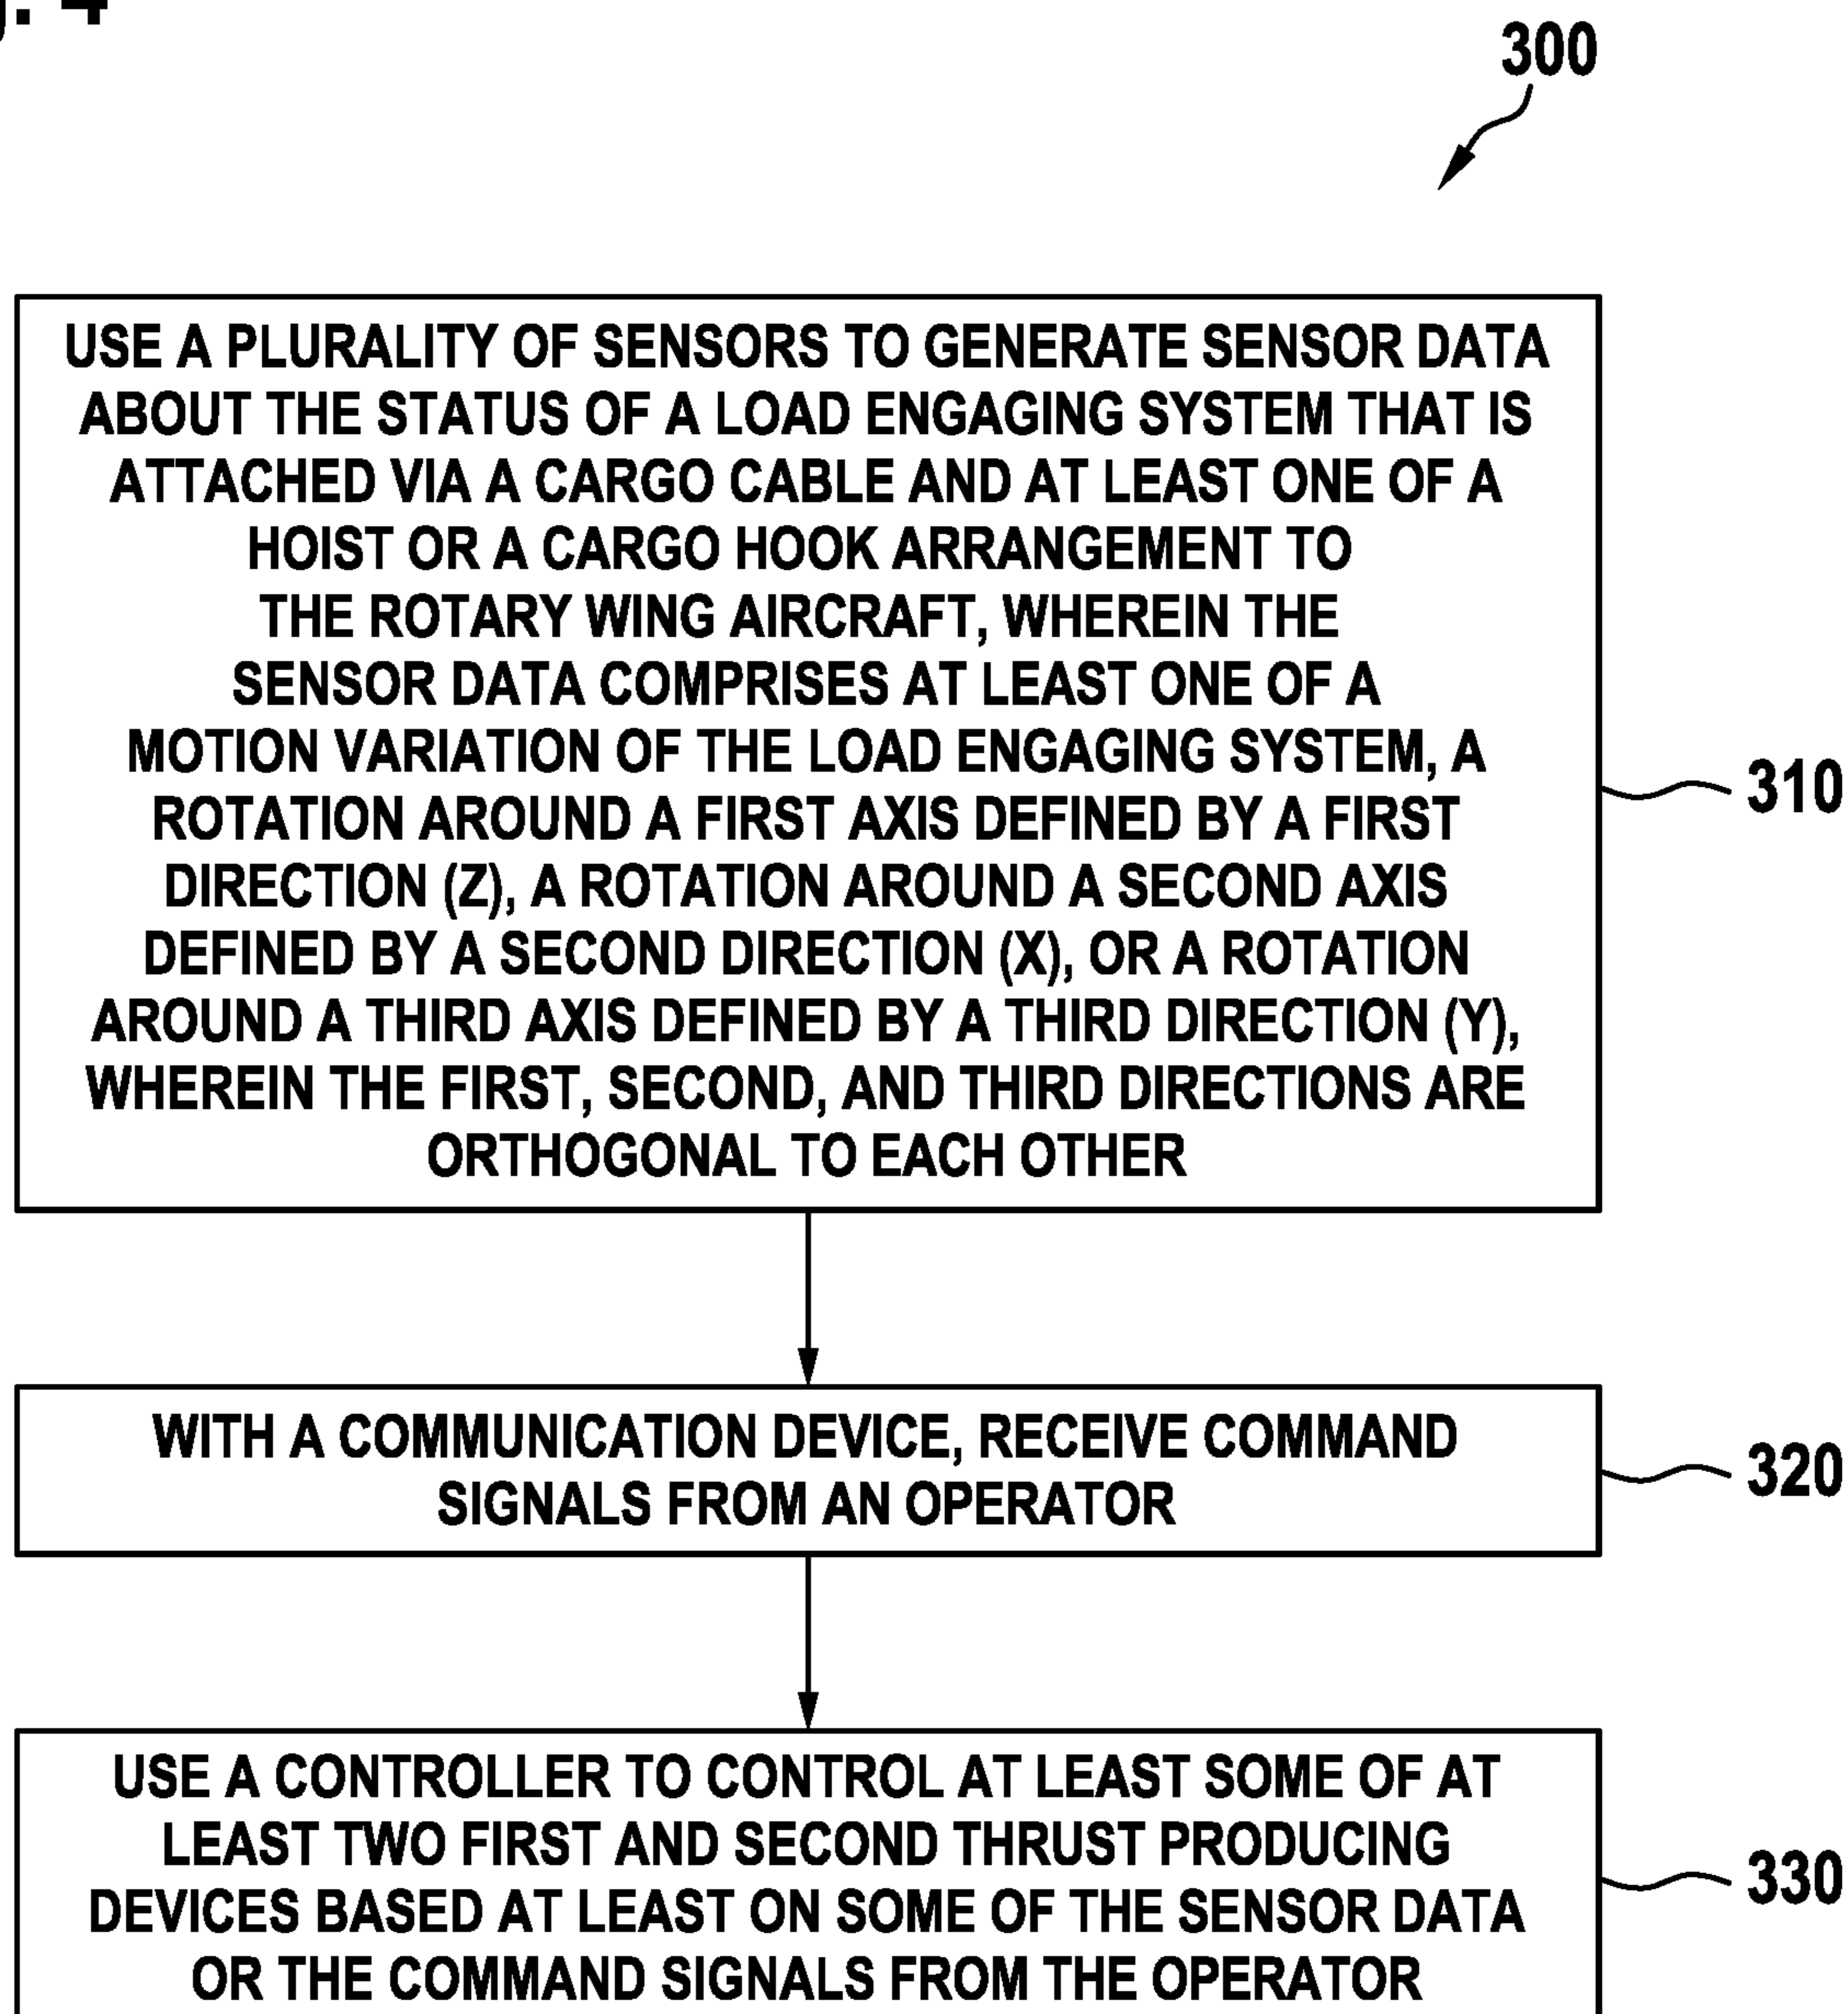 g. 4
300
USE A PLURALITY OF SENSORS TO GENERATE SENSOR DATA
ABOUT THE STATUS OF A LOAD ENGAGING SYSTEM THAT IS
ATTACHED VIA A CARGO CABLE AND AT LEAST ONE OF A
HOIST OR A CARGO HOOK ARRANGEMENT TO
THE ROTARY WING AIRCRAFT, WHEREIN THE
SENSOR DATA COMPRISES AT LEAST ONE OF A
MOTION VARIATION OF THE LOAD ENGAGING SYSTEM, A
ROTATION AROUND A FIRST AXIS DEFINED BY A FIRST
DIRECTION (Z), A ROTATION AROUND A SECOND AXIS
DEFINED BY A SECOND DIRECTION (X), OR A ROTATION
AROUND A THIRD AXIS DEFINED BY A THIRD DIRECTION (Y),
WHEREIN THE FIRST, SECOND, AND THIRD DIRECTIONS ARE
ORTHOGONAL TO EACH OTHER
310
WITH A COMMUNICATION DEVICE, RECEIVE COMMAND
SIGNALS FROM AN OPERATOR
320
USE A CONTROLLER TO CONTROL AT LEAST SOME OF AT
LEAST TWO FIRST AND SECOND THRUST PRODUCING
DEVICES BASED AT LEAST ON SOME OF THE SENSOR DATA
OR THE COMMAND SIGNALS FROM THE OPERATOR
330